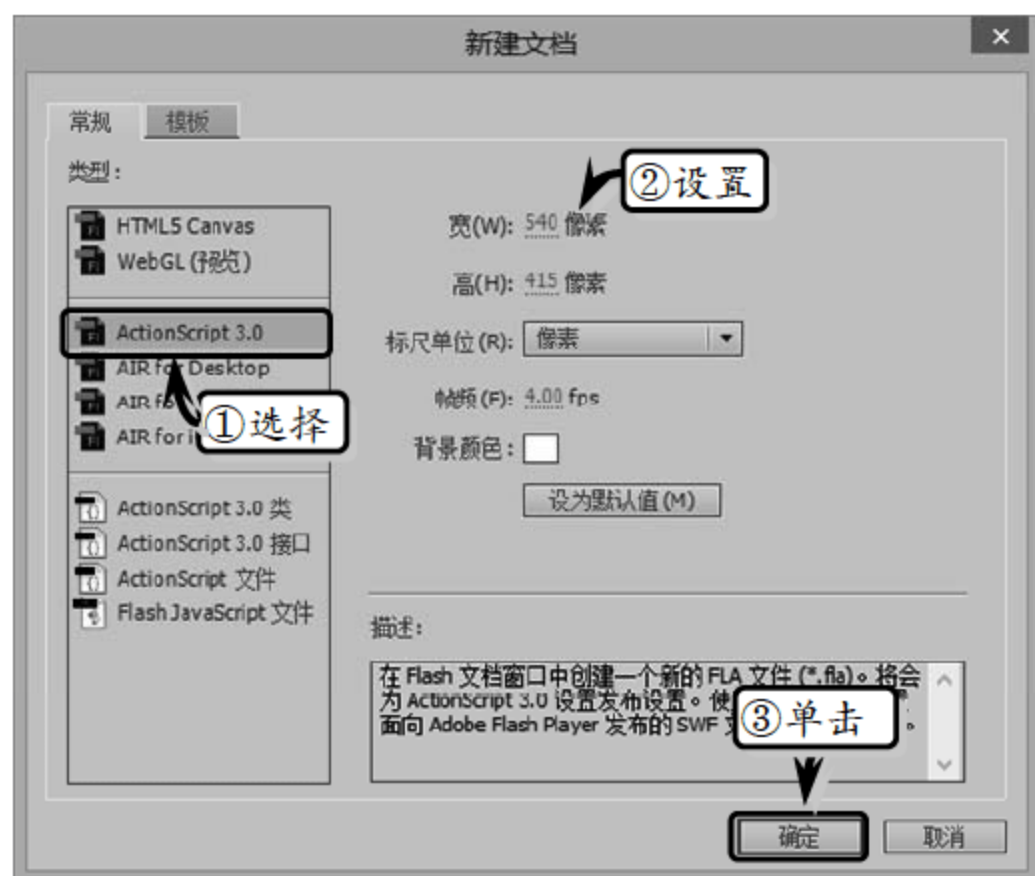 新建文档
常规 模板
类型：
HTML5 Canvas
WebGL (预览)
ActionScript 3.0
AIR for Desktop
AIR
AIR for
ActionScript 3.0 类
ActionScript 3.0 接口
ActionScript 文件
Flash JavaScript 文件
①选择
②设置
宽(W): 540 像素
高(H): 415 像素
标尺单位(R): 像素
帧频(F): 4.00 fps
背景颜色：
设为默认值(M)
描述：
在 Flash 文档窗口中创建一个新的 FLA 文件 (*.fla)。将会
为 ActionScript 3.0 设置发布设置。使
面向 Adobe Flash Player 发布的 SWF 。
③单击
确定 取消